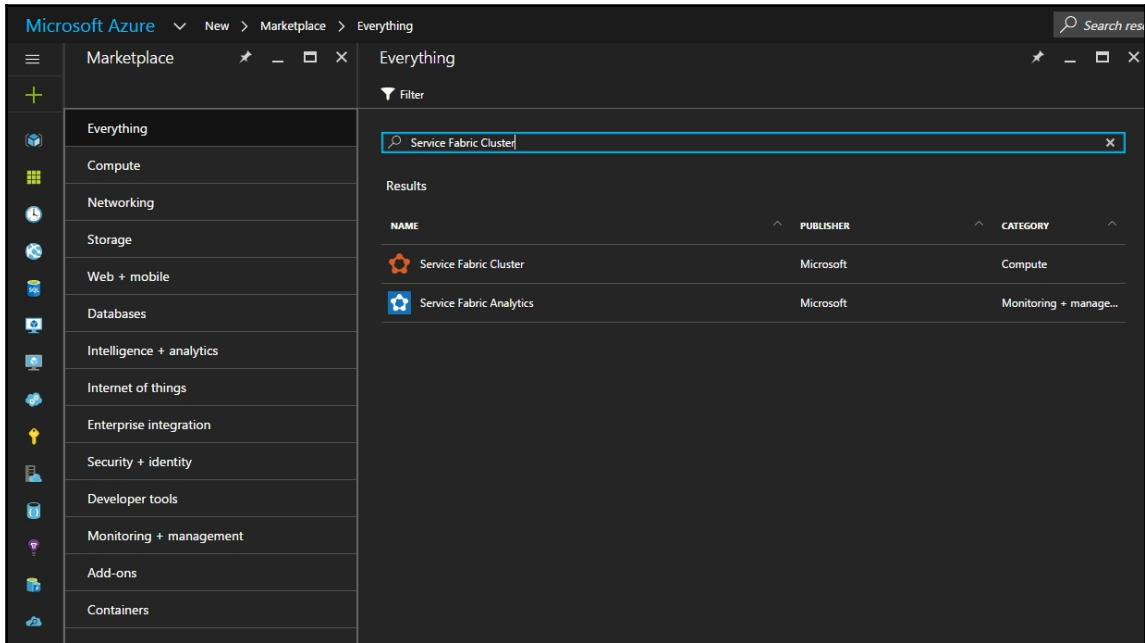 Microsoft Azure New > Marketplace > Everything
Search res
Marketplace
Everything
Filter
Everything
Compute
Networking
Storage
Web + mobile
Databases
Intelligence + analytics
Internet of things
Enterprise integration
Security + identity
Developer tools
Monitoring + management
Add-ons
Containers
Service Fabric Cluster
Results
NAME PUBLISHER CATEGORY
Service Fabric Cluster Microsoft Compute
Service Fabric Analytics Microsoft Monitoring + manage...
SQL